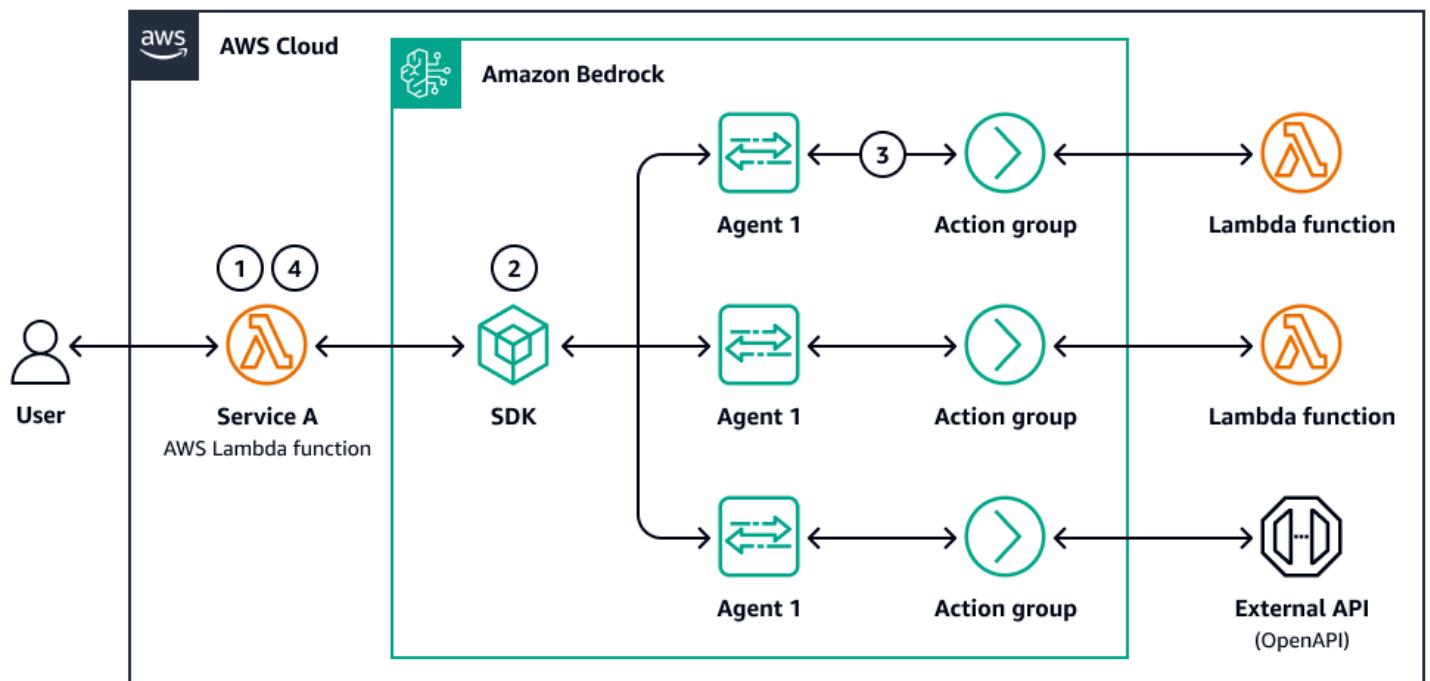 aws
AWS Cloud
Amazon Bedrock
3
Agent 1
Action group
Lambda function
1
4
2
User
Service A
AWS Lambda function
SDK
Agent 1
Action group
Lambda function
Agent 1
Action group
External API
(OpenAPI)